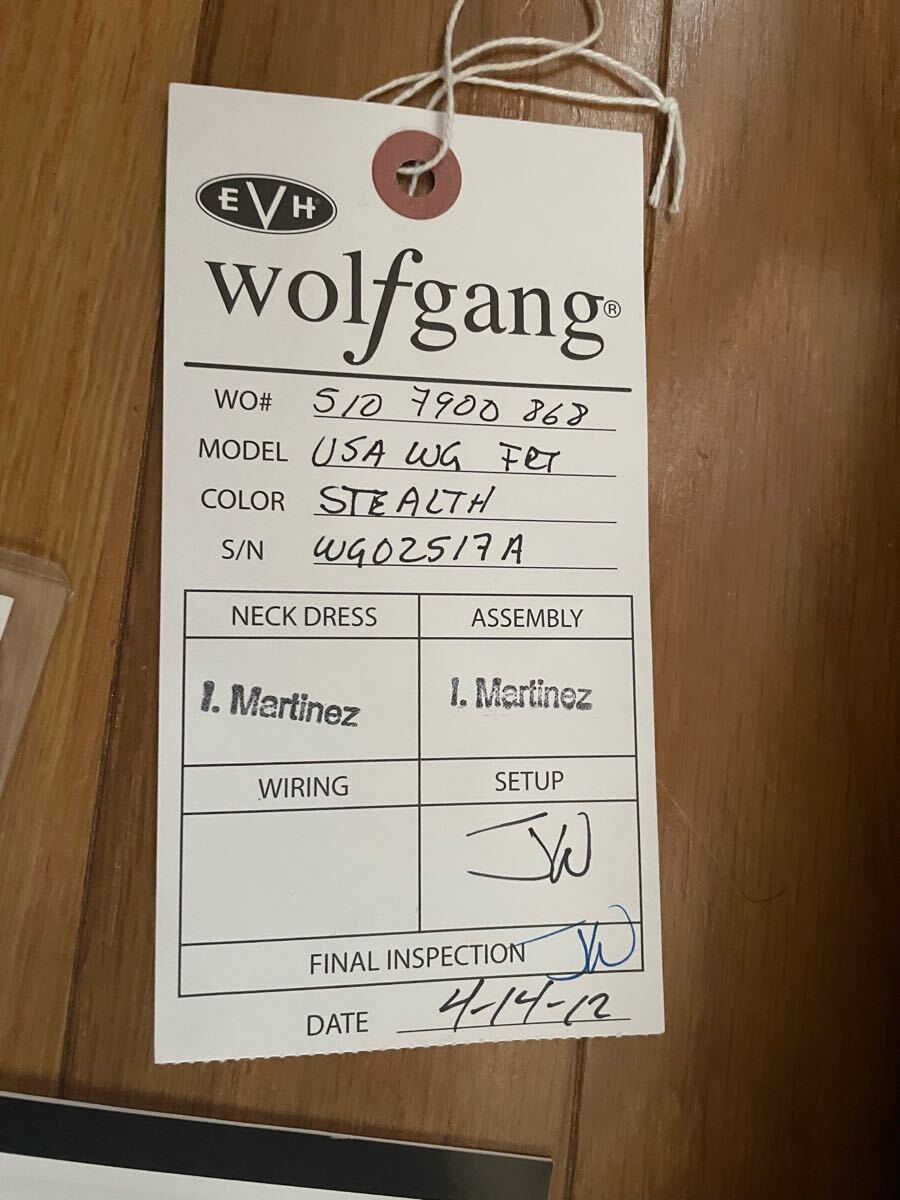 EVH
wolfgang®
WO# 510 7900 868
MODEL USA WG FRT
COLOR STEALTH
S/N WG02517A
NECK DRESS ASSEMBLY
I. Martinez I. Martinez
WIRING SETUP
JW
FINAL INSPECTION JW
DATE 4-14-12